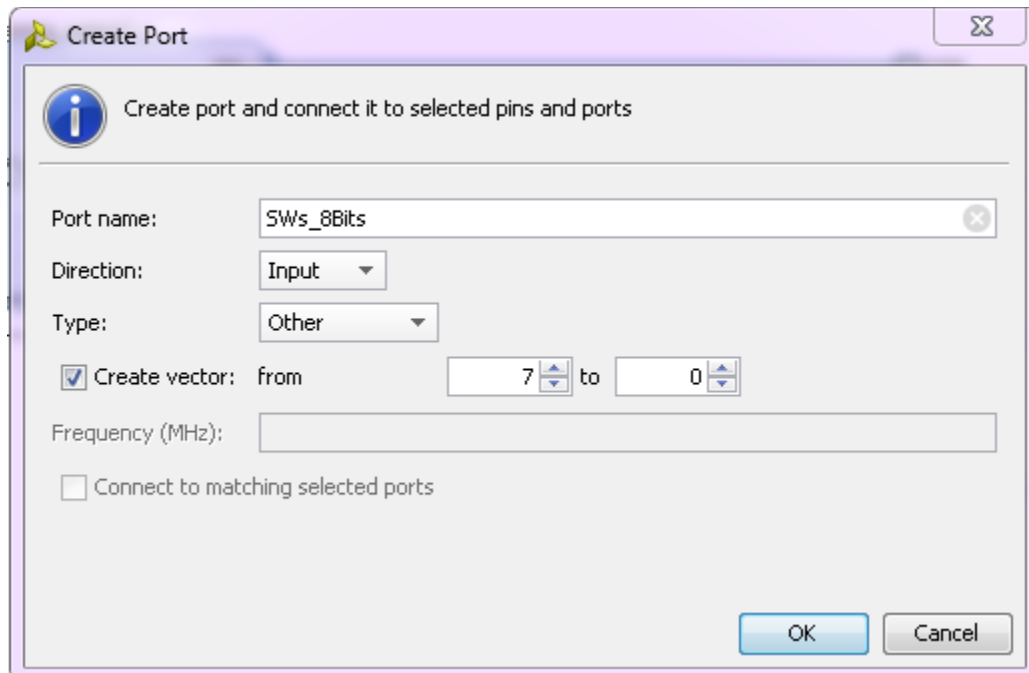 Create Port
Create port and connect it to selected pins and ports
Port name: SWs_8Bits
Direction: Input
Type: Other
Create vector: from 7 to 0
Frequency (MHz):
Connect to matching selected ports
OK Cancel